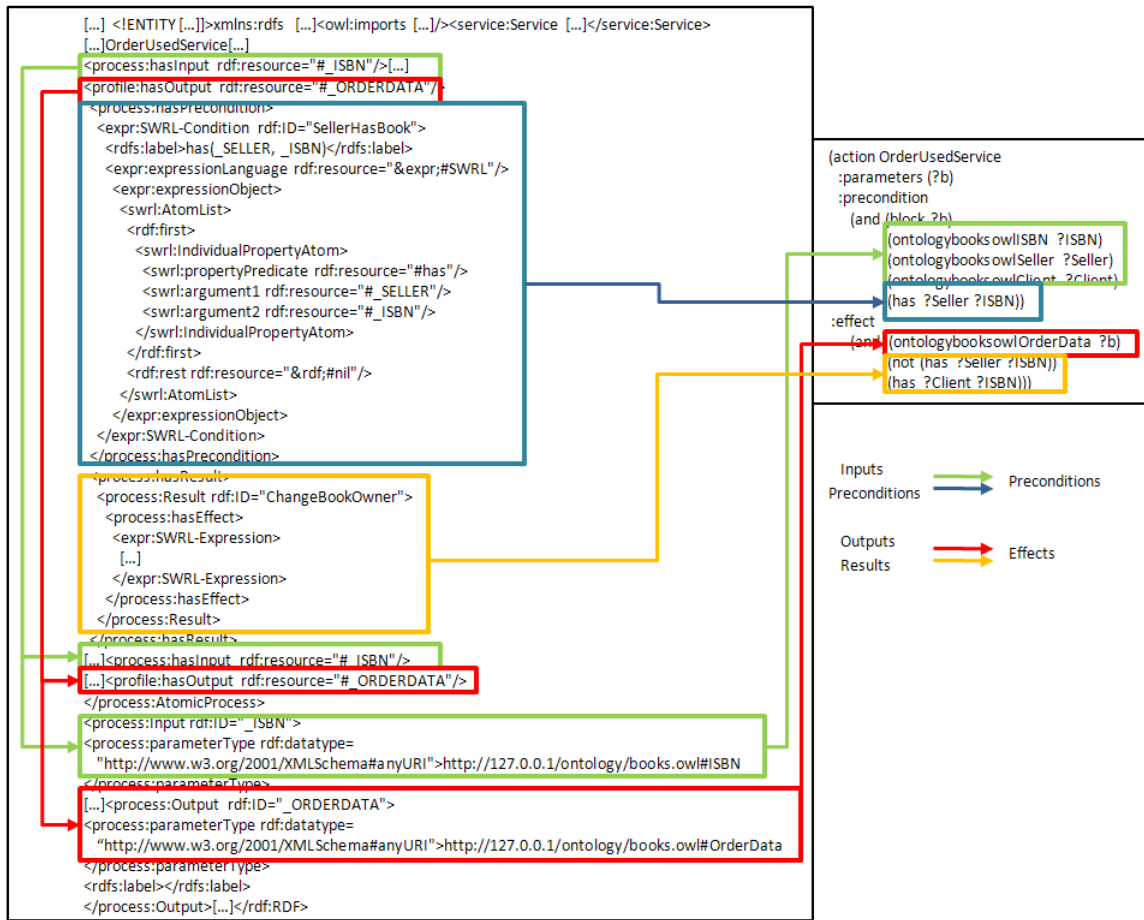 [...] <!ENTITY [...]]>xmlns:rdfs [...]<owl:imports [...]/><service:Service [...]</service:Service>
[...]OrderUsedService[...]
<process:hasInput rdf:resource="#_ISBN"/>[...]
<profile:hasOutput rdf:resource="#_ORDERDATA"/>
<process:hasPrecondition>
<expr:SWRL-Condition rdf:ID="SellerHasBook">
<rdfs:label>has(_SELLER, _ISBN)</rdfs:label>
<expr:expressionLanguage rdf:resource="&expr;#SWRL"/>
<expr:expressionObject>
<swrl:AtomList>
<rdf:first>
<swrl:IndividualPropertyAtom>
<swrl:propertyPredicate rdf:resource="#has"/>
<swrl:argument1 rdf:resource="#_SELLER"/>
<swrl:argument2 rdf:resource="#_ISBN"/>
</swrl:IndividualPropertyAtom>
</rdf:first>
<rdf:rest rdf:resource="&rdf;#nil"/>
</swrl:AtomList>
</expr:expressionObject>
</expr:SWRL-Condition>
</process:hasPrecondition>
<process:hasResult>
<process:Result rdf:ID="ChangeBookOwner">
<process:hasEffect>
<expr:SWRL-Expression>
[...]
</expr:SWRL-Expression>
</process:hasEffect>
</process:Result>
</process:hasResult>
[...]<process:hasInput rdf:resource="#_ISBN"/>
[...]<profile:hasOutput rdf:resource="#_ORDERDATA"/>
</process:AtomicProcess>
<process:Input rdf:ID="_ISBN">
<process:parameterType rdf:datatype=
"http://www.w3.org/2001/XMLSchema#anyURI">http://127.0.0.1/ontology/books.owl#ISBN
</process:parameterType>
[...]<process:Output rdf:ID="_ORDERDATA">
<process:parameterType rdf:datatype=
“http://www.w3.org/2001/XMLSchema#anyURI">http://127.0.0.1/ontology/books.owl#OrderData
</process:parameterType>
<rdfs:label></rdfs:label>
</process:Output>[...]</rdf:RDF>
(action OrderUsedService
:parameters (?b)
:precondition
(and (block ?b)
(ontologybooksowlISBN ?ISBN)
(ontologybooksowlSeller ?Seller)
(ontologybooksowlClient ?Client)
(has ?Seller ?ISBN))
:effect
(and (ontologybooksowlOrderData ?b)
(not (has ?Seller ?ISBN))
(has ?Client ?ISBN)))
Inputs
Preconditions
Preconditions
Outputs
Results
Effects